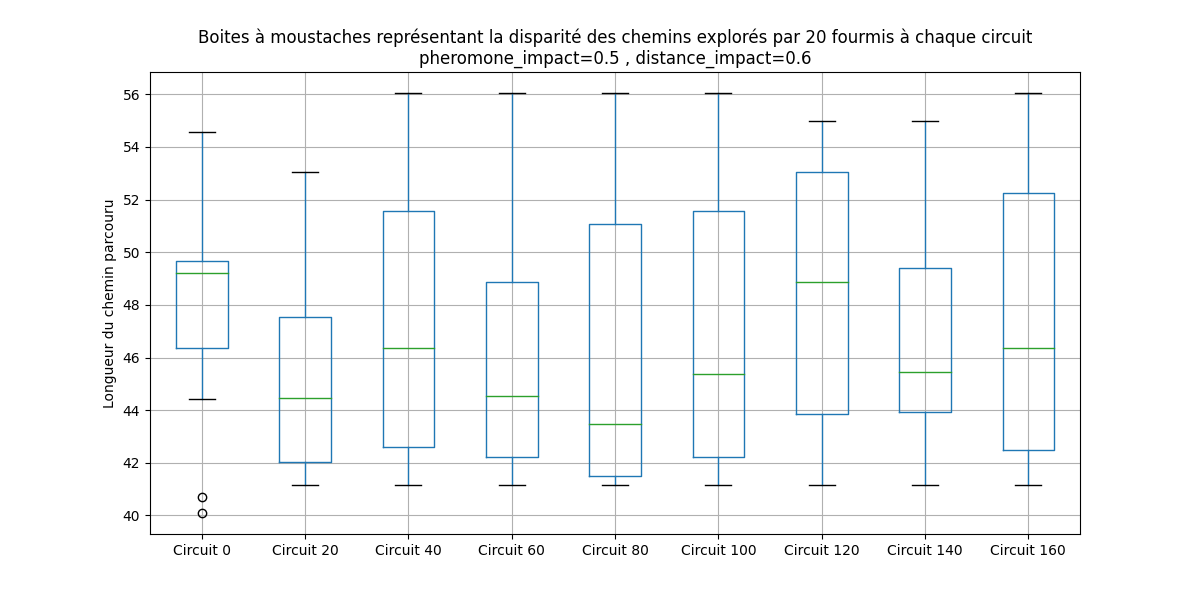 Boites à moustaches représentant la disparité des chemins explorés par 20 fourmis à chaque circuit
pheromone_impact=0.5 , distance_impact=0.6
Longueur du chemin parcouru
56
54
52
50
48
46
44
42
40
Circuit 0 Circuit 20 Circuit 40 Circuit 60 Circuit 80 Circuit 100 Circuit 120 Circuit 140 Circuit 160